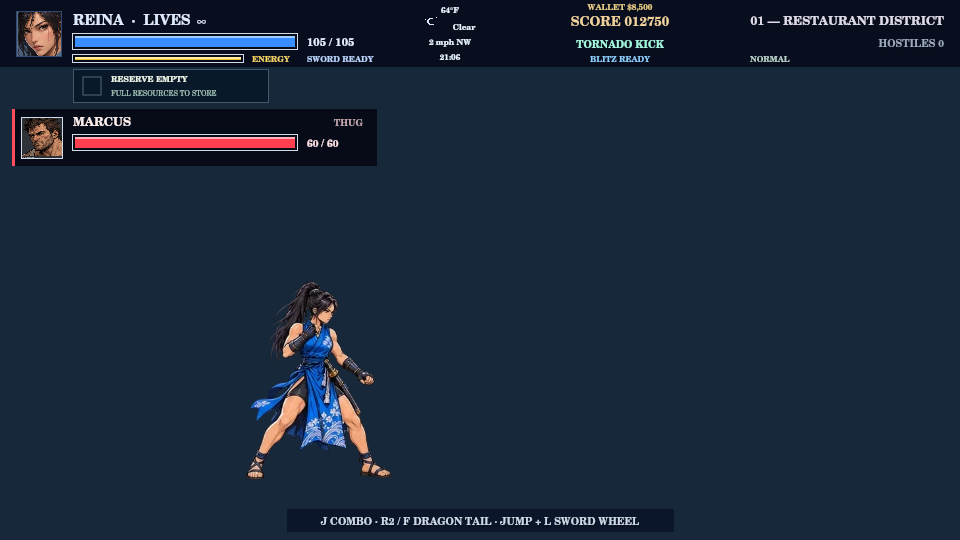 REINA · LIVES ∞
105 / 105
ENERGY SWORD READY
RESERVE EMPTY
FULL RESOURCES TO STORE
MARCUS THUG
60 / 60
64°F
Clear
2 mph NW
21:06
WALLET $8,500
SCORE 012750
TORNADO KICK
BLITZ READY
01 — RESTAURANT DISTRICT
HOSTILES 0
NORMAL
J COMBO · R2 / F DRAGON TAIL · JUMP + L SWORD WHEEL